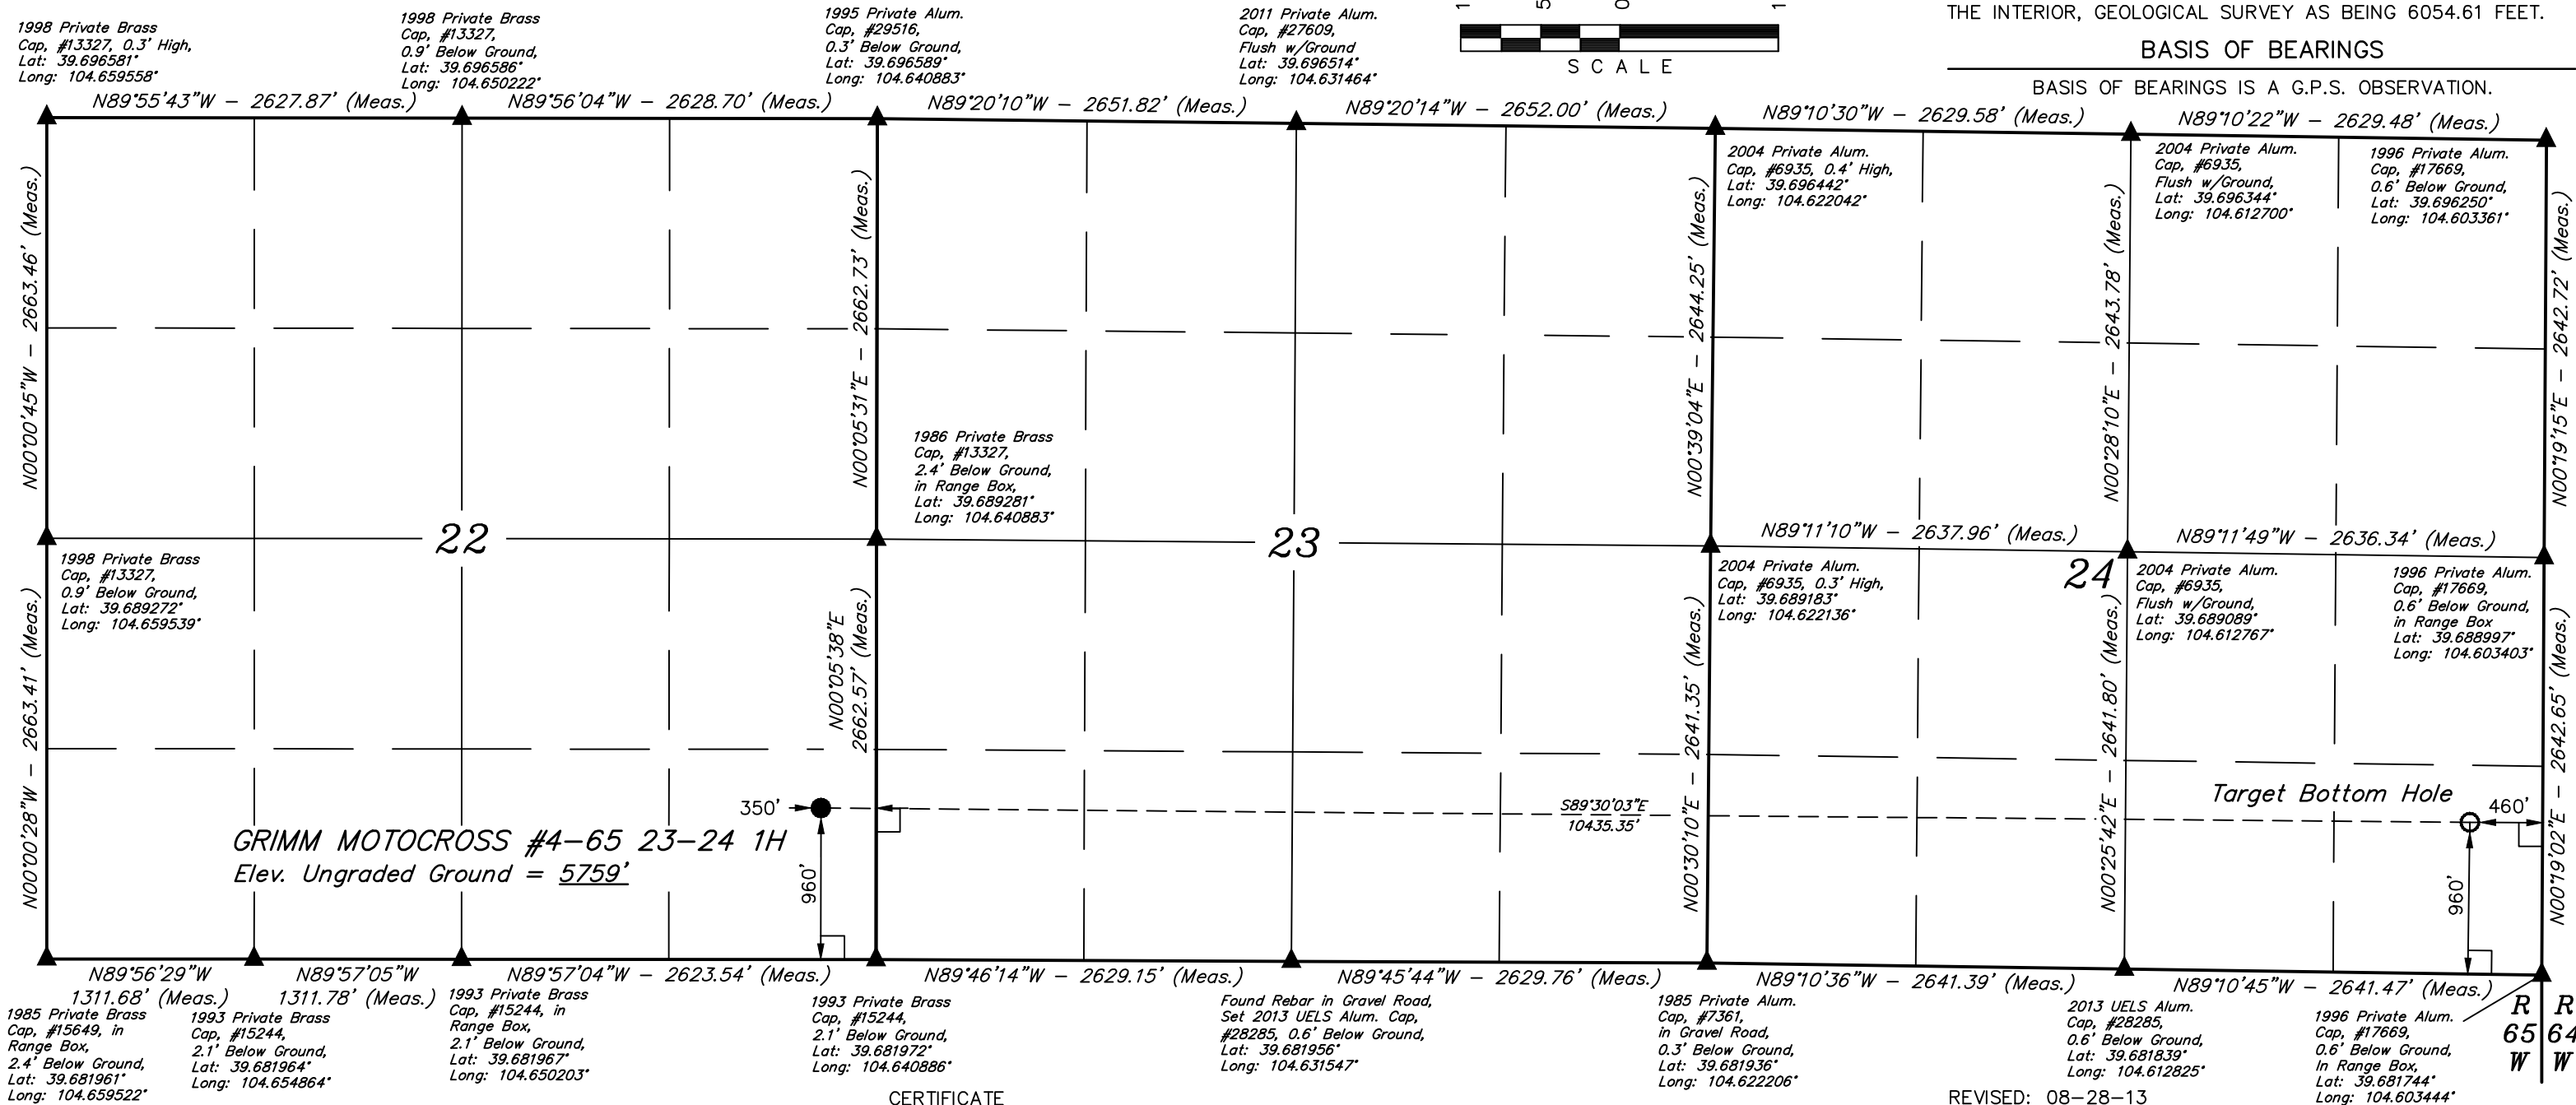 THE INTERIOR, GEOLOGICAL SURVEY AS BEING 6054.61 FEET.
BASIS OF BEARINGS
BASIS OF BEARINGS IS A G.P.S. OBSERVATION.
SCALE
1998 Private Brass
Cap, #13327, 0.3' High,
Lat: 39.696581°
Long: 104.659558°
1998 Private Brass
Cap, #13327,
0.9' Below Ground,
Lat: 39.696586°
Long: 104.650222°
1995 Private Alum.
Cap, #29516,
0.3' Below Ground,
Lat: 39.696589°
Long: 104.640883°
2011 Private Alum.
Cap, #27609,
Flush w/Ground
Lat: 39.696514°
Long: 104.631464°
N89°55'43"W - 2627.87' (Meas.)
N89°56'04"W - 2628.70' (Meas.)
N89°20'10"W - 2651.82' (Meas.)
N89°20'14"W - 2652.00' (Meas.)
N89°10'30"W - 2629.58' (Meas.)
N89°10'22"W - 2629.48' (Meas.)
2004 Private Alum.
Cap, #6935, 0.4' High,
Lat: 39.696442°
Long: 104.622042°
2004 Private Alum.
Cap, #6935,
Flush w/Ground,
Lat: 39.696344°
Long: 104.612700°
1996 Private Alum.
Cap, #17669,
0.6' Below Ground,
Lat: 39.696250°
Long: 104.603361°
N00°00'45"W - 2663.46' (Meas.)
N00°05'31"E - 2662.73' (Meas.)
N00°39'04"E - 2644.25' (Meas.)
N00°28'10"E - 2643.78' (Meas.)
N00°19'15"E - 2642.72' (Meas.)
1986 Private Brass
Cap, #13327,
2.4' Below Ground,
in Range Box,
Lat: 39.689281°
Long: 104.640883°
22
23
24
N89°11'10"W - 2637.96' (Meas.)
N89°11'49"W - 2636.34' (Meas.)
1998 Private Brass
Cap, #13327,
0.9' Below Ground,
Lat: 39.689272°
Long: 104.659539°
2004 Private Alum.
Cap, #6935, 0.3' High,
Lat: 39.689183°
Long: 104.622136°
2004 Private Alum.
Cap, #6935,
Flush w/Ground,
Lat: 39.689089°
Long: 104.612767°
1996 Private Alum.
Cap, #17669,
0.6' Below Ground,
in Range Box
Lat: 39.688997°
Long: 104.603403°
N00°00'28"W - 2663.41' (Meas.)
N00°05'38"E
2662.57' (Meas.)
N00°30'10"E - 2641.35' (Meas.)
N00°25'42"E - 2641.80' (Meas.)
N00°19'02"E - 2642.65' (Meas.)
350'
S89°30'03"E
10435.35'
Target Bottom Hole
460'
GRIMM MOTOCROSS #4-65 23-24 1H
Elev. Ungraded Ground = 5759'
960'
960'
N89°56'29"W
1311.68' (Meas.)
N89°57'05"W
1311.78' (Meas.)
N89°57'04"W - 2623.54' (Meas.)
N89°46'14"W - 2629.15' (Meas.)
N89°45'44"W - 2629.76' (Meas.)
N89°10'36"W - 2641.39' (Meas.)
N89°10'45"W - 2641.47' (Meas.)
1985 Private Brass
Cap, #15649, in
Range Box,
2.4' Below Ground,
Lat: 39.681961°
Long: 104.659522°
1993 Private Brass
Cap, #15244,
2.1' Below Ground,
Lat: 39.681964°
Long: 104.654864°
1993 Private Brass
Cap, #15244, in
Range Box,
2.1' Below Ground,
Lat: 39.681967°
Long: 104.650203°
1993 Private Brass
Cap, #15244,
2.1' Below Ground,
Lat: 39.681972°
Long: 104.640886°
Found Rebar in Gravel Road,
Set 2013 UELS Alum. Cap,
#28285, 0.6' Below Ground,
Lat: 39.681956°
Long: 104.631547°
1985 Private Alum.
Cap, #7361,
in Gravel Road,
0.3' Below Ground,
Lat: 39.681936°
Long: 104.622206°
2013 UELS Alum.
Cap, #28285,
0.6' Below Ground,
Lat: 39.681839°
Long: 104.612825°
1996 Private Alum.
Cap, #17669,
0.6' Below Ground,
In Range Box,
Lat: 39.681744°
Long: 104.603444°
R R
65 64
W W
CERTIFICATE
REVISED: 08-28-13